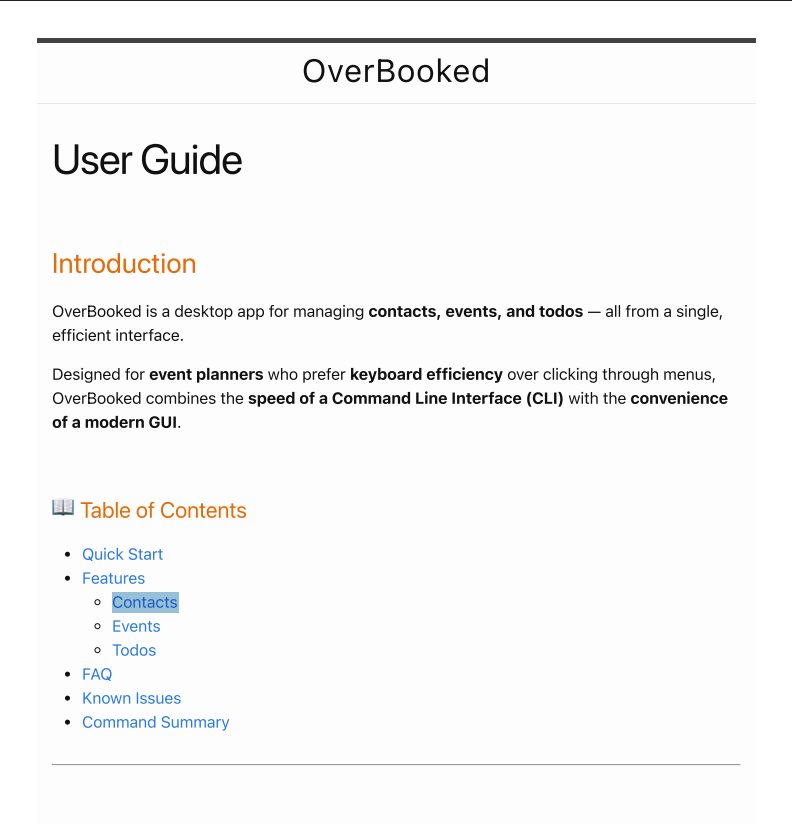 OverBooked
User Guide
Introduction
OverBooked is a desktop app for managing contacts, events, and todos — all from a single,
efficient interface.
Designed for event planners who prefer keyboard efficiency over clicking through menus,
OverBooked combines the speed of a Command Line Interface (CLI) with the convenience
of a modern GUI.
📖 Table of Contents
• Quick Start
• Features
◦ Contacts
◦ Events
◦ Todos
• FAQ
• Known Issues
• Command Summary